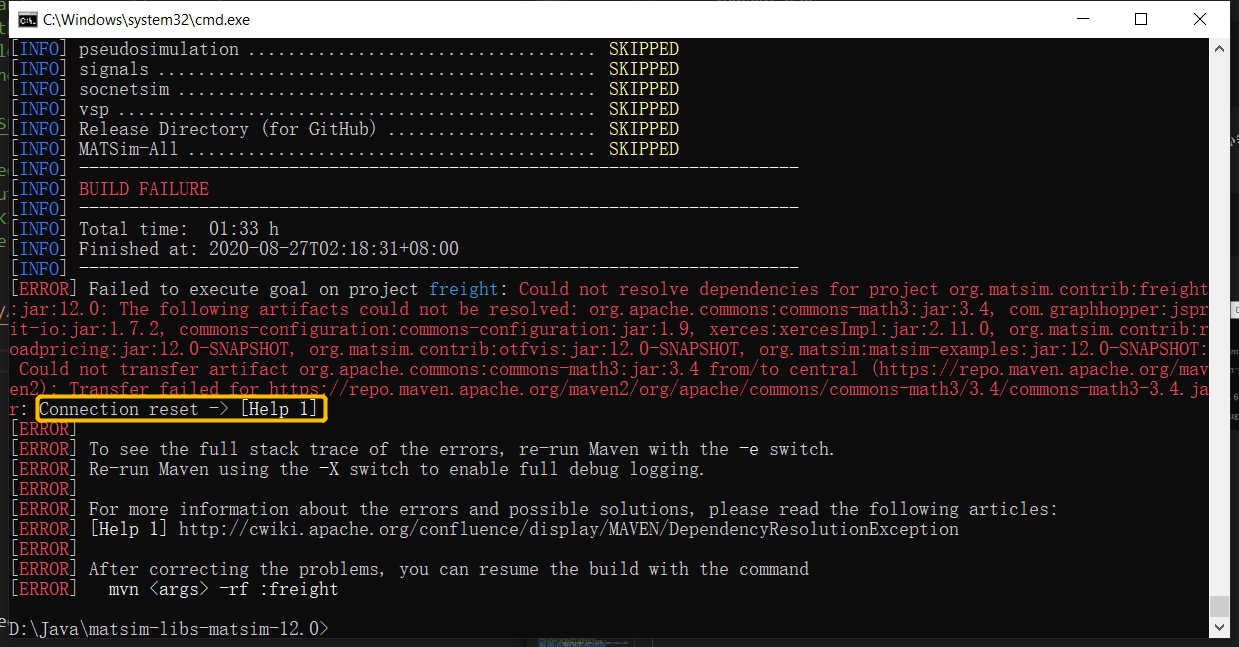 C:\Windows\system32\cmd.exe
[INFO] pseudosimulation ................................... SKIPPED
[INFO] signals ............................................ SKIPPED
[INFO] socnetsim .......................................... SKIPPED
[INFO] vsp ................................................ SKIPPED
[INFO] Release Directory (for GitHub) ..................... SKIPPED
[INFO] MATSim-All ......................................... SKIPPED
[INFO] ------------------------------------------------------------------------
[INFO] BUILD FAILURE
[INFO] ------------------------------------------------------------------------
[INFO] Total time:  01:33 h
[INFO] Finished at: 2020-08-27T02:18:31+08:00
[INFO] ------------------------------------------------------------------------
[ERROR] Failed to execute goal on project freight: Could not resolve dependencies for project org.matsim.contrib:freight
:jar:12.0: The following artifacts could not be resolved: org.apache.commons:commons-math3:jar:3.4, com.graphhopper:jspr
it-io:jar:1.7.2, commons-configuration:commons-configuration:jar:1.9, xerces:xercesImpl:jar:2.11.0, org.matsim.contrib:r
oadpricing:jar:12.0-SNAPSHOT, org.matsim.contrib:otfvis:jar:12.0-SNAPSHOT, org.matsim:matsim-examples:jar:12.0-SNAPSHOT:
 Could not transfer artifact org.apache.commons:commons-math3:jar:3.4 from/to central (https://repo.maven.apache.org/mav
en2): Transfer failed for https://repo.maven.apache.org/maven2/org/apache/commons/commons-math3/3.4/commons-math3-3.4.ja
r: Connection reset -> [Help 1]
[ERROR]
[ERROR] To see the full stack trace of the errors, re-run Maven with the -e switch.
[ERROR] Re-run Maven using the -X switch to enable full debug logging.
[ERROR]
[ERROR] For more information about the errors and possible solutions, please read the following articles:
[ERROR] [Help 1] http://cwiki.apache.org/confluence/display/MAVEN/DependencyResolutionException
[ERROR]
[ERROR] After correcting the problems, you can resume the build with the command
[ERROR]   mvn <args> -rf :freight
D:\Java\matsim-libs-matsim-12.0>